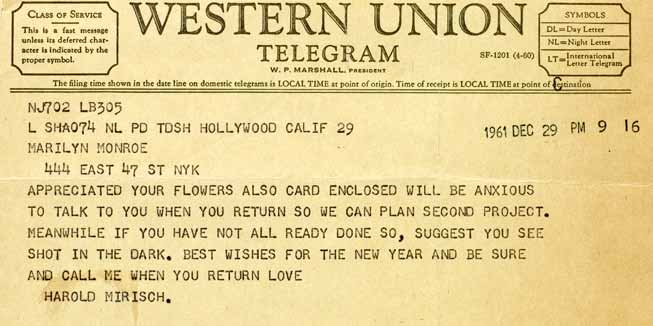 CLASS OF SERVICE
This is a fast message
unless its deferred char-
acter is indicated by the
proper symbol.
WESTERN UNION
TELEGRAM
W. P. MARSHALL, PRESIDENT
SF-1201 (4-60)
SYMBOLS
DL=Day Letter
NL=Night Letter
LT=International Letter Telegram
The filing time shown in the date line on domestic telegrams is LOCAL TIME at point of origin. Time of receipt is LOCAL TIME at point of destination
NJ702 LB305
L SHA074 NL PD TDSH HOLLYWOOD CALIF 29
1961 DEC 29 PM 9 16
MARILYN MONROE
444 EAST 47 ST NYK
APPRECIATED YOUR FLOWERS ALSO CARD ENCLOSED WILL BE ANXIOUS
TO TALK TO YOU WHEN YOU RETURN SO WE CAN PLAN SECOND PROJECT.
MEANWHILE IF YOU HAVE NOT ALL READY DONE SO, SUGGEST YOU SEE
SHOT IN THE DARK. BEST WISHES FOR THE NEW YEAR AND BE SURE
AND CALL ME WHEN YOU RETURN LOVE
HAROLD MIRISCH.